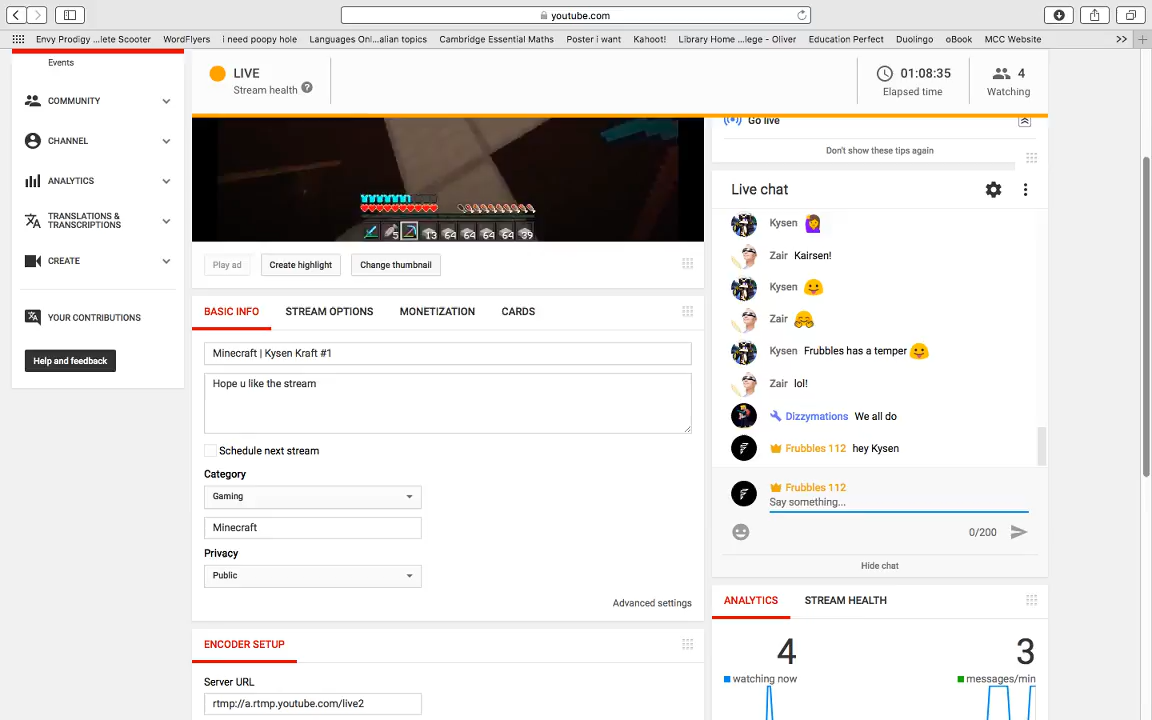 youtube.com
Envy Prodigy ...lete Scooter
WordFlyers
i need poopy hole
Languages Onl...alian topics
Cambridge Essential Maths
Poster i want
Kahoot!
Library Home ...lege - Oliver
Education Perfect
Duolingo
oBook
MCC Website
>>
+
Events
COMMUNITY
CHANNEL
ANALYTICS
TRANSLATIONS &
TRANSCRIPTIONS
CREATE
YOUR CONTRIBUTIONS
Help and feedback
LIVE
Stream health ?
01:08:35
Elapsed time
4
Watching
5 13 64 64 64 64 39
Play ad
Create highlight
Change thumbnail
BASIC INFO
STREAM OPTIONS
MONETIZATION
CARDS
Minecraft | Kysen Kraft #1
Hope u like the stream
Schedule next stream
Category
Gaming
Minecraft
Privacy
Public
Advanced settings
ENCODER SETUP
Server URL
rtmp://a.rtmp.youtube.com/live2
Go live
Don't show these tips again
Live chat
Kysen
Zair Kairsen!
Kysen
Zair
Kysen Frubbles has a temper
Zair lol!
Dizzymations We all do
Frubbles 112 hey Kysen
Frubbles 112
Say something...
0/200
Hide chat
ANALYTICS
STREAM HEALTH
4
watching now
3
messages/min